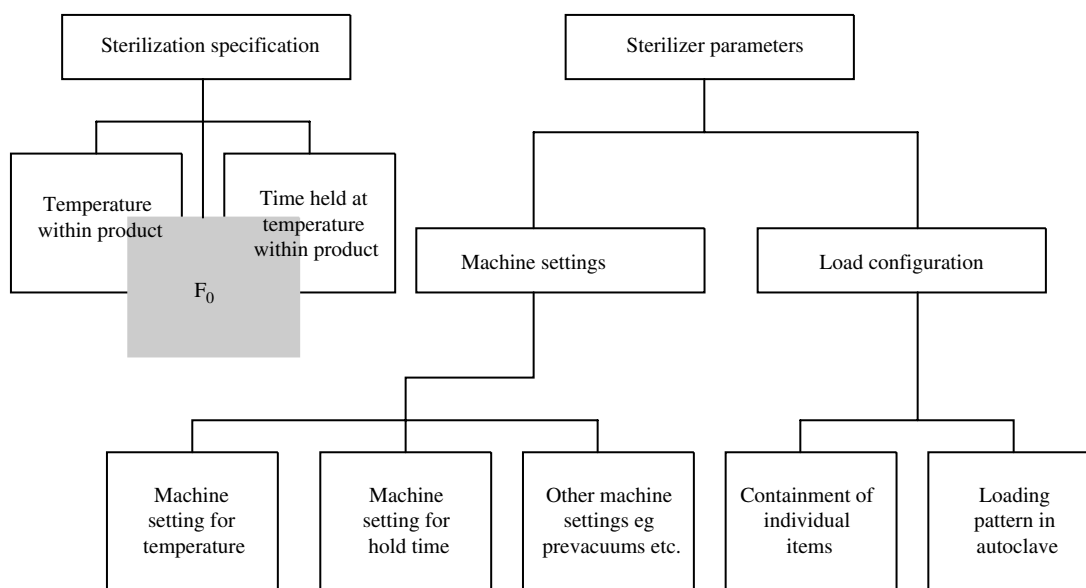 Sterilization specification
Sterilizer parameters
Temperature
within product
Time held at
temperature
within product
F₀
Machine settings
Load configuration
Machine
setting for
temperature
Machine
setting for
hold time
Other machine
settings eg
prevacuums etc.
Containment of
individual
items
Loading
pattern in
autoclave